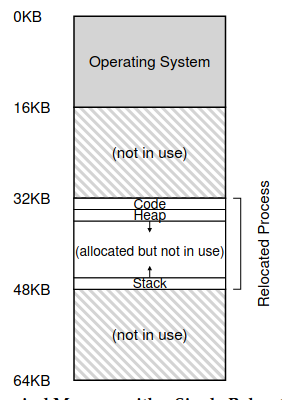 0KB
Operating System
16KB
(not in use)
32KB
Code
Heap
(allocated but not in use)
Stack
48KB
Relocated Process
(not in use)
64KB